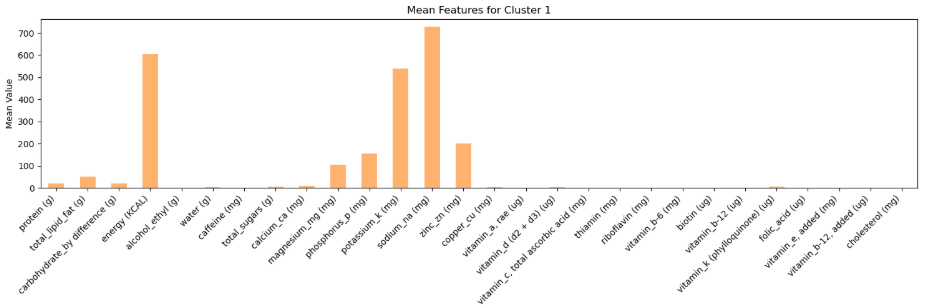 Mean Features for Cluster 1
Mean Value
700
600
500
400
300
200
100
0
protein (g)
total_lipid_fat (g)
carbohydrate_by difference (g)
energy (KCAL)
alcohol_ethyl (g)
water (g)
caffeine (mg)
total_sugars (g)
calcium_ca (mg)
magnesium_mg (mg)
phosphorus_p (mg)
potassium_k (mg)
sodium_na (mg)
zinc_zn (mg)
copper_cu (mg)
vitamin_a, rae (ug)
vitamin_d (d2 + d3) (ug)
vitamin_c, total ascorbic acid (mg)
thiamin (mg)
riboflavin (mg)
vitamin_b-6 (mg)
biotin (ug)
vitamin_b-12 (ug)
vitamin_k (phylloquinone) (ug)
folic_acid (ug)
vitamin_e, added (mg)
vitamin_b-12, added (ug)
cholesterol (mg)